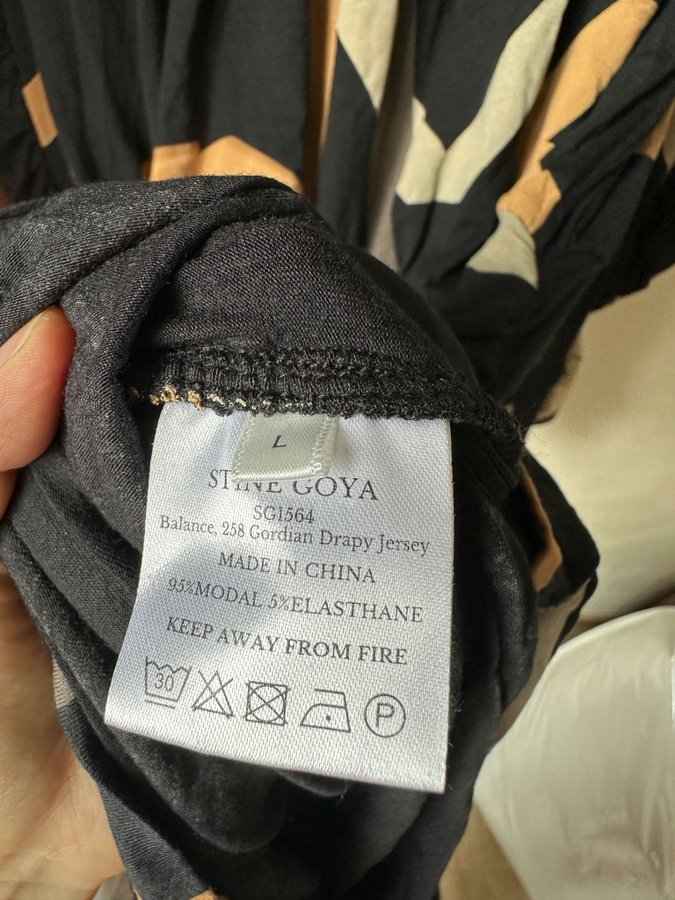 L
STINE GOYA
SG1564
Balance, 258 Gordian Drapy Jersey
MADE IN CHINA
95%MODAL 5%ELASTHANE
KEEP AWAY FROM FIRE
30 P